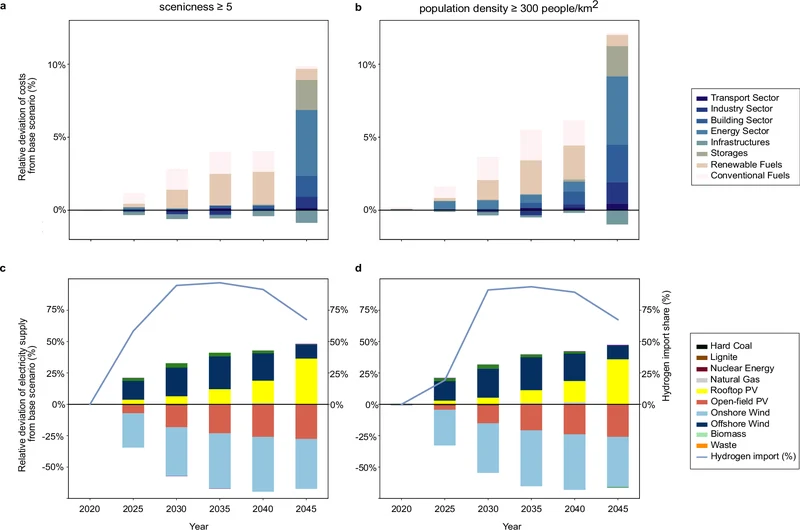 a
scenicness ≥ 5
b
population density ≥ 300 people/km2
Relative deviation of costs
from base scenario (%)
10%
5%
0%
10%
5%
0%
Transport Sector
Industry Sector
Building Sector
Energy Sector
Infrastructures
Storages
Renewable Fuels
Conventional Fuels
c
d
Relative deviation of electricity supply
from base scenario (%)
75%
50%
25%
0%
-25%
-50%
75%
50%
25%
0%
75%
50%
25%
0%
-25%
-50%
75%
50%
25%
0%
Hydrogen import share (%)
Hard Coal
Lignite
Nuclear Energy
Natural Gas
Rooftop PV
Open-field PV
Onshore Wind
Offshore Wind
Biomass
Waste
Hydrogen import (%)
2020 2025 2030 2035 2040 2045
2020 2025 2030 2035 2040 2045
Year
Year